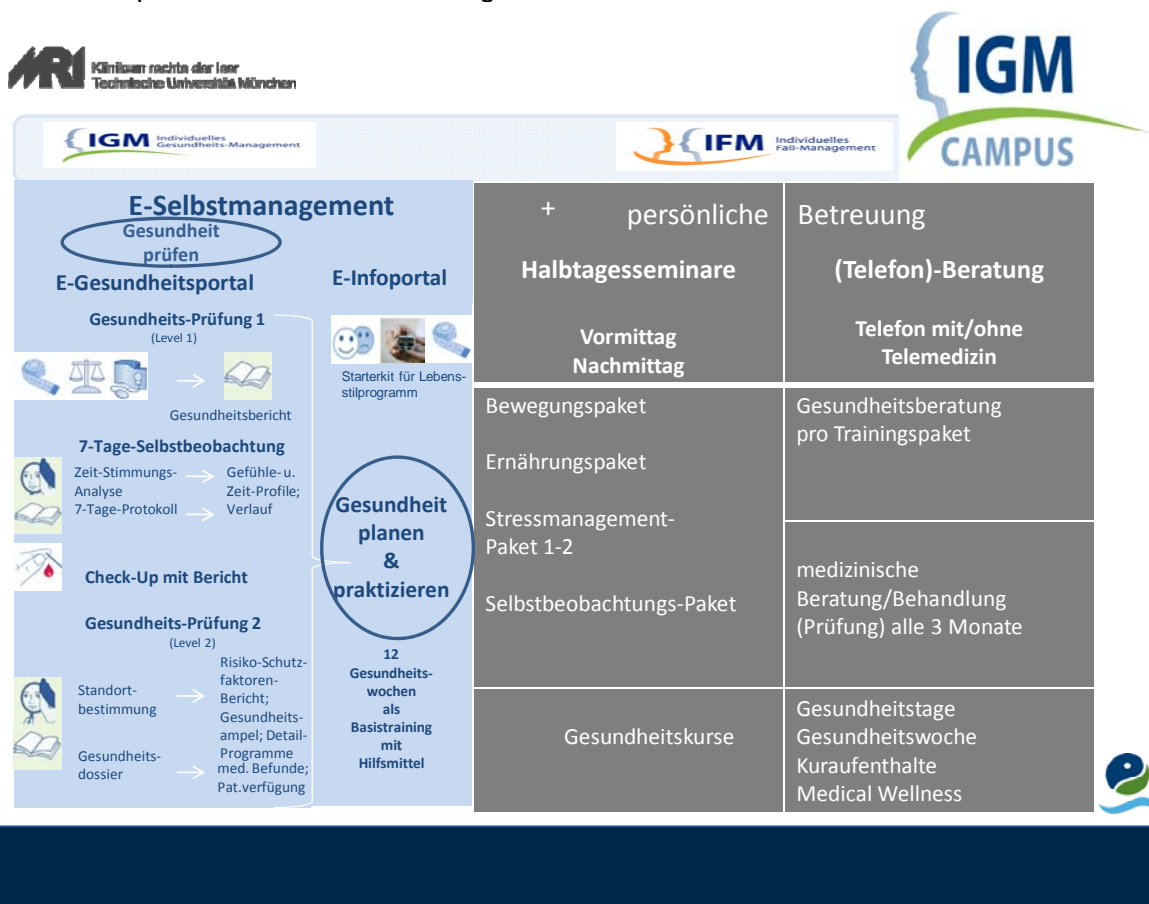 MRI Klinikum rechts der Isar
Technische Universität München
IGM Individuelles
Gesundheits-Management
IFM Individuelles
Fall-Management
IGM
CAMPUS
E-Selbstmanagement
Gesundheit
prüfen
E-Gesundheitsportal
E-Infoportal
Gesundheits-Prüfung 1
(Level 1)
Gesundheitsbericht
7-Tage-Selbstbeobachtung
Zeit-Stimmungs-
Analyse
7-Tage-Protokoll
Gefühle- u.
Zeit-Profile;
Verlauf
Check-Up mit Bericht
Gesundheits-Prüfung 2
(Level 2)
Standort-
bestimmung
Gesundheits-
dossier
Risiko-Schutz-
faktoren-
Bericht;
Gesundheits-
ampel; Detail-
Programme
med. Befunde;
Pat.verfügung
Starterkit für Lebens-
stilprogramm
Gesundheit
planen
&
praktizieren
12
Gesundheits-
wochen
als
Basistraining
mit
Hilfsmittel
+ persönliche Betreuung
Halbtagesseminare
Vormittag
Nachmittag
(Telefon)-Beratung
Telefon mit/ohne
Telemedizin
Bewegungspaket
Ernährungspaket
Stressmanagement-
Paket 1-2
Selbstbeobachtungs-Paket
Gesundheitsberatung
pro Trainingspaket
medizinische
Beratung/Behandlung
(Prüfung) alle 3 Monate
Gesundheitskurse
Gesundheitstage
Gesundheitswoche
Kuraufenthalte
Medical Wellness